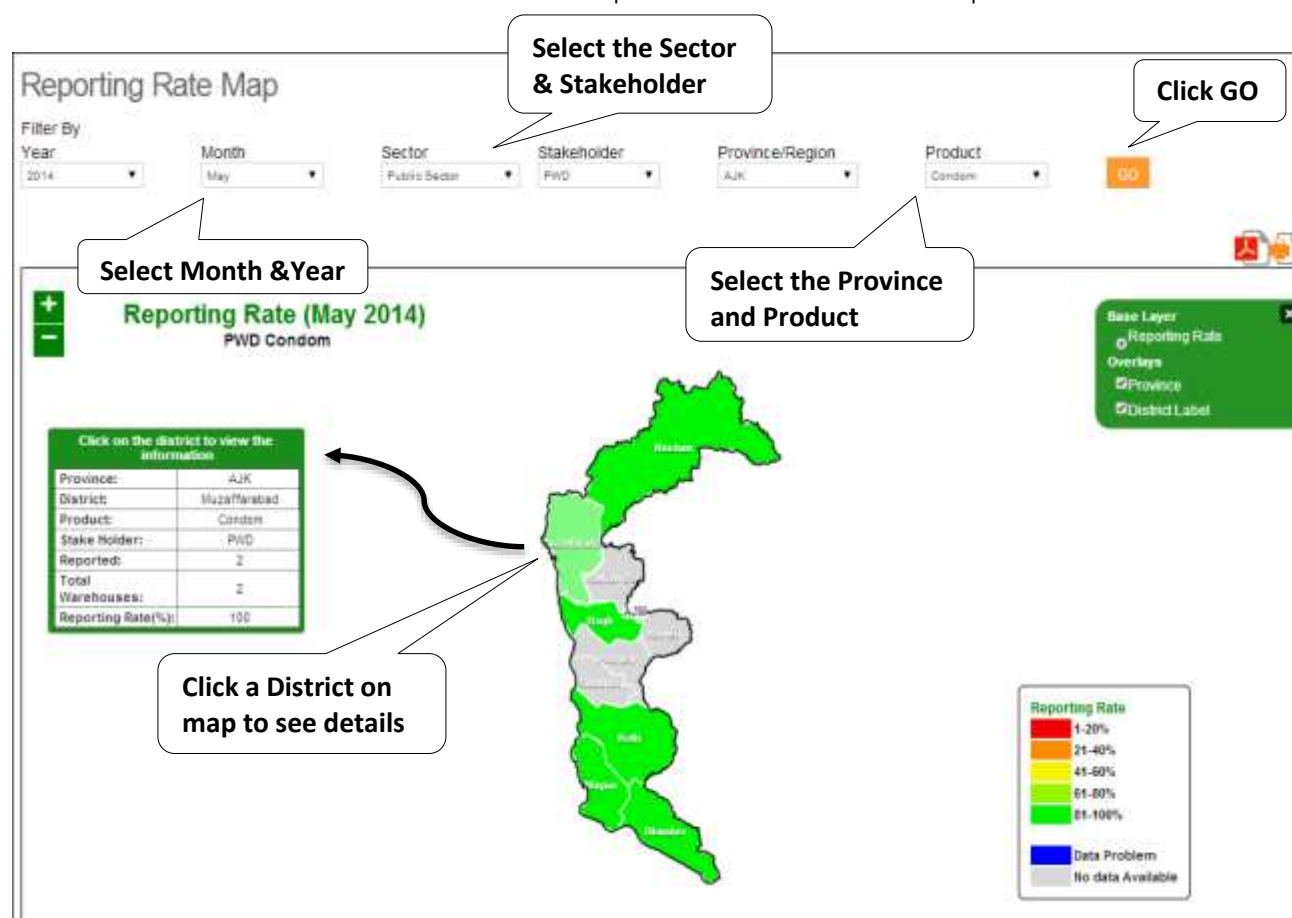 Select the Sector
& Stakeholder
Click GO
Reporting Rate Map
Filter By
Year
Month
Sector
Stakeholder
Province/Region
Product
2014
May
Public Sector
PWD
AJK
Condom
GO
Select Month &Year
Select the Province
and Product
+
−
Reporting Rate (May 2014)
PWD Condom
Base Layer
Reporting Rate
Overlays
Province
District Label
Click on the district to view the
information
Province: AJK
District: Muzaffarabad
Product: Condom
Stake Holder: PWD
Reported: 2
Total
Warehouses: 2
Reporting Rate(%): 100
Click a District on
map to see details
Bagh
Kotli
Reporting Rate
1-20%
21-40%
41-60%
61-80%
81-100%
Data Problem
No data Available